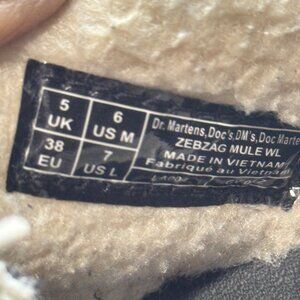 5 UK
6 US M
38 EU
7 US L
Dr. Martens, Doc's, DM's, Doc Marte
ZEBZAG MULE WL
MADE IN VIETNAM
Fabriqué au Vietnam